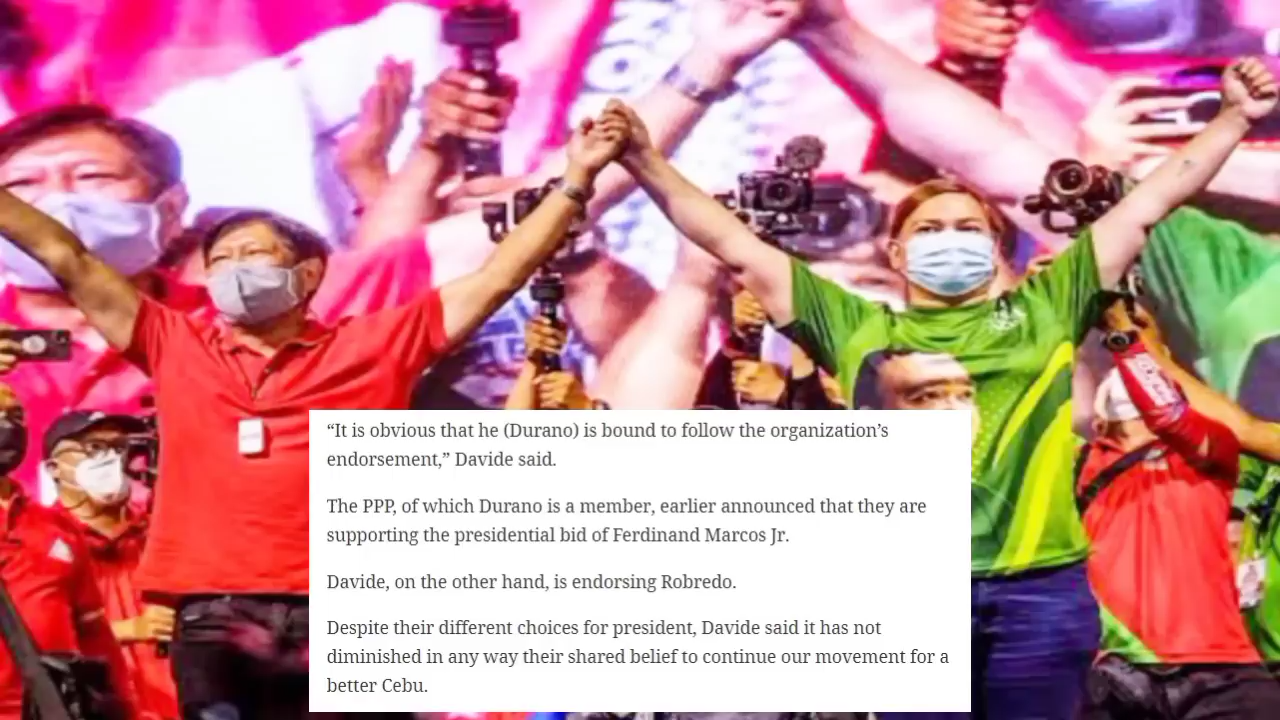 “It is obvious that he (Durano) is bound to follow the organization’s
endorsement,” Davide said.
The PPP, of which Durano is a member, earlier announced that they are
supporting the presidential bid of Ferdinand Marcos Jr.
Davide, on the other hand, is endorsing Robredo.
Despite their different choices for president, Davide said it has not
diminished in any way their shared belief to continue our movement for a
better Cebu.